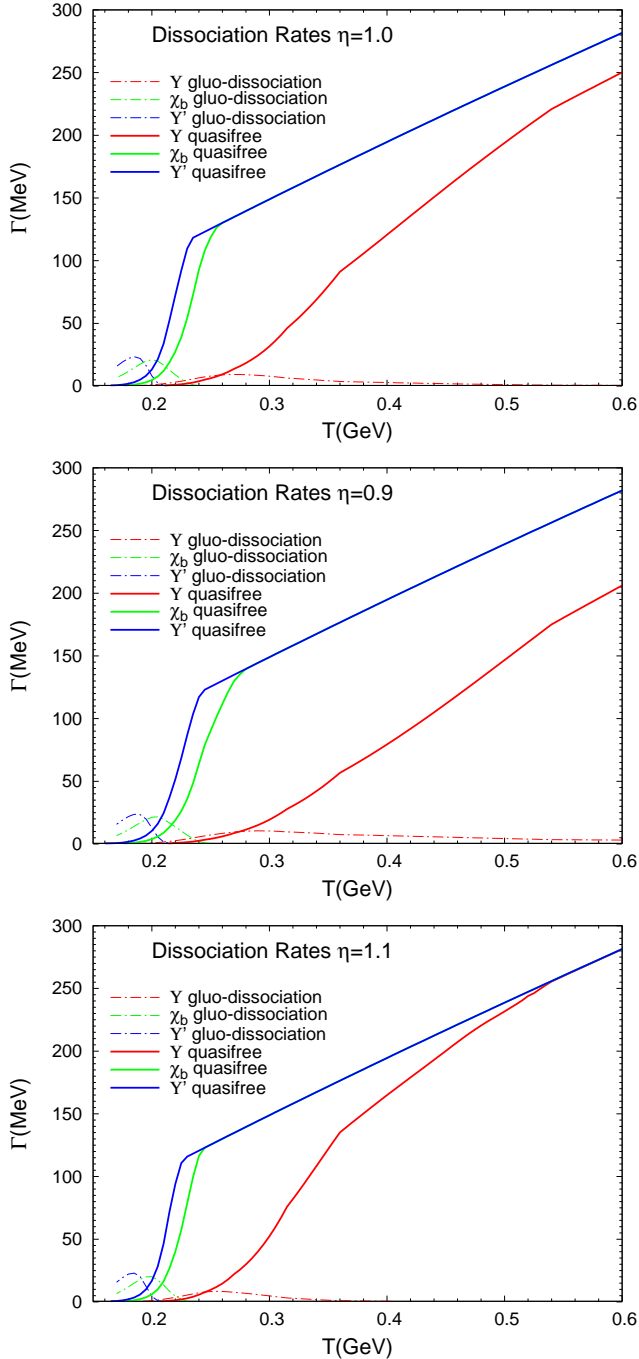 Dissociation Rates η=1.0
ϒ gluo-dissociation
χb gluo-dissociation
ϒ' gluo-dissociation
ϒ quasifree
χb quasifree
ϒ' quasifree
Γ(MeV)
300
250
200
150
100
50
0
0.2 0.3 0.4 0.5 0.6
T(GeV)
Dissociation Rates η=0.9
ϒ gluo-dissociation
χb gluo-dissociation
ϒ' gluo-dissociation
ϒ quasifree
χb quasifree
ϒ' quasifree
Γ(MeV)
300
250
200
150
100
50
0
0.2 0.3 0.4 0.5 0.6
T(GeV)
Dissociation Rates η=1.1
ϒ gluo-dissociation
χb gluo-dissociation
ϒ' gluo-dissociation
ϒ quasifree
χb quasifree
ϒ' quasifree
Γ(MeV)
300
250
200
150
100
50
0
0.2 0.3 0.4 0.5 0.6
T(GeV)